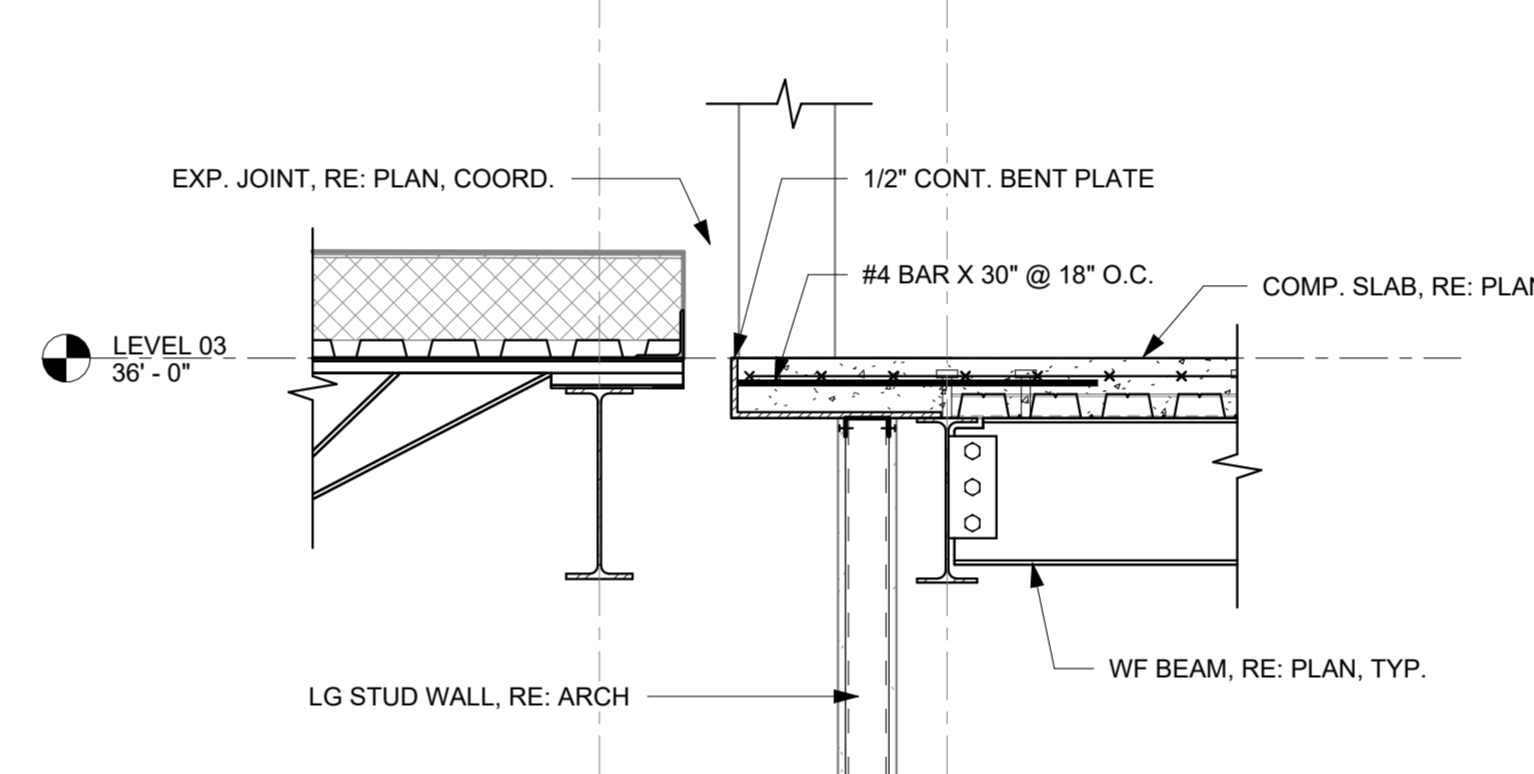 EXP. JOINT, RE: PLAN, COORD.
1/2" CONT. BENT PLATE
#4 BAR X 30" @ 18" O.C.
COMP. SLAB, RE: PLAN
LEVEL 03
36' - 0"
WF BEAM, RE: PLAN, TYP.
LG STUD WALL, RE: ARCH